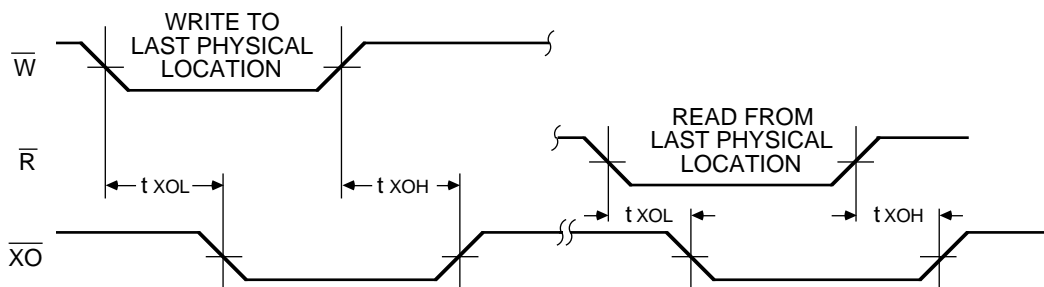 WRITE TO
LAST PHYSICAL
LOCATION
W
READ FROM
LAST PHYSICAL
LOCATION
R
t XOL
t XOH
t XOL
t XOH
XO